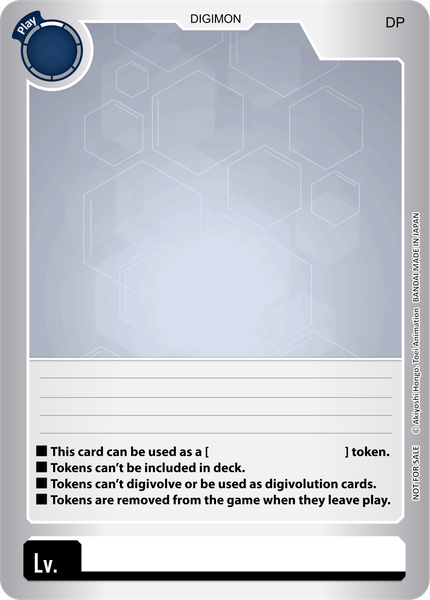 Play
DIGIMON
DP
■ This card can be used as a [ ] token.
■ Tokens can't be included in deck.
■ Tokens can't digivolve or be used as digivolution cards.
■ Tokens are removed from the game when they leave play.
NOT FOR SALE © Akiyoshi Hongo, Toei Animation BANDAI MADE IN JAPAN
Lv.